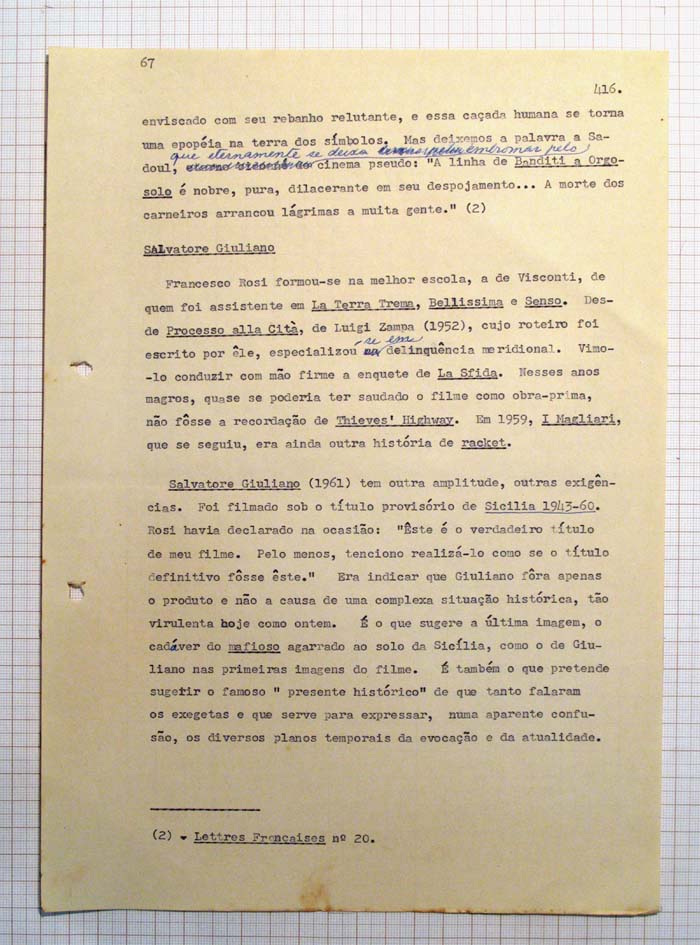 67
416.
enviscado com seu rebanho relutante, e essa caçada humana se torna
uma epopéia na terra dos símbolos. Mas deixemos a palavra a Sa-
que eternamente se deixa embromar pelo
doul, cinema pseudo: "A linha de Banditi a Orgo-
solo é nobre, pura, dilacerante em seu despojamento... A morte dos
carneiros arrancou lágrimas a muita gente." (2)
SALvatore Giuliano
Francesco Rosi formou-se na melhor escola, a de Visconti, de
quem foi assistente em La Terra Trema, Bellissima e Senso. Des-
de Processo alla Cità, de Luigi Zampa (1952), cujo roteiro foi
se em
escrito por êle, especializou na delinquência meridional. Vimo-
-lo conduzir com mão firme a enquete de La Sfida. Nesses anos
magros, quase se poderia ter saudado o filme como obra-prima,
não fôsse a recordação de Thieves' Highway. Em 1959, I Magliari,
que se seguiu, era ainda outra história de racket.
Salvatore Giuliano (1961) tem outra amplitude, outras exigên-
cias. Foi filmado sob o título provisório de Sicilia 1943-60.
Rosi havia declarado na ocasião: "Êste é o verdadeiro título
de meu filme. Pelo menos, tenciono realizá-lo como se o título
definitivo fôsse êste." Era indicar que Giuliano fôra apenas
o produto e não a causa de uma complexa situação histórica, tão
virulenta hoje como ontem. É o que sugere a última imagem, o
cadáver do mafioso agarrado ao solo da Sicília, como o de Giu-
liano nas primeiras imagens do filme. É também o que pretende
sugerir o famoso " presente histórico" de que tanto falaram
os exegetas e que serve para expressar, numa aparente confu-
são, os diversos planos temporais da evocação e da atualidade.
(2) - Lettres Françaises nº 20.